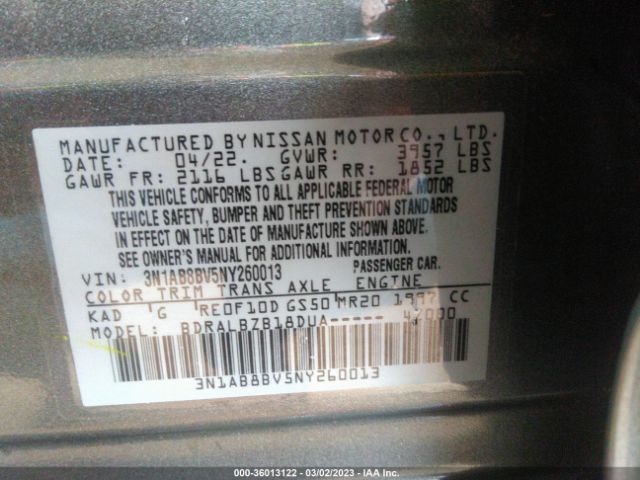 MANUFACTURED BY NISSAN MOTOR CO., LTD.
DATE: 04/22. GVWR: 3957 LBS
GAWR FR: 2116 LBS GAWR RR: 1852 LBS
THIS VEHICLE CONFORMS TO ALL APPLICABLE FEDERAL MOTOR
VEHICLE SAFETY, BUMPER AND THEFT PREVENTION STANDARDS
IN EFFECT ON THE DATE OF MANUFACTURE SHOWN ABOVE.
SEE OWNER'S MANUAL FOR ADDITIONAL INFORMATION.
VIN: 3N1AB8BV5NY260013 PASSENGER CAR.
COLOR TRIM TRANS AXLE ENGINE
KAD G RE0F10D GS50 MR20 1997 CC
MODEL: BDRALBZB18DUA-----
3N1AB8BV5NY260013
000-36013122 - 03/02/2023 - IAA Inc.